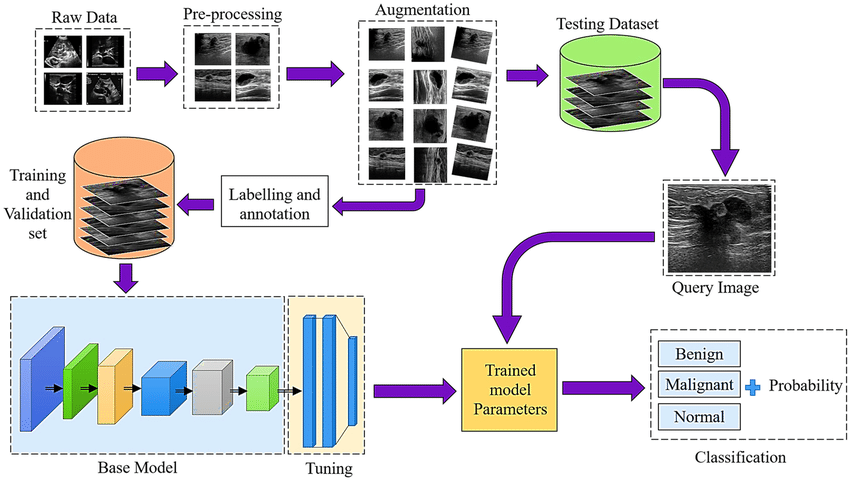 Raw Data
Pre-processing
Augmentation
Testing Dataset
Training
and
Validation
set
Labelling and
annotation
Query Image
Trained
model
Parameters
Benign
Malignant
Normal
Probability
Classification
Base Model
Tuning